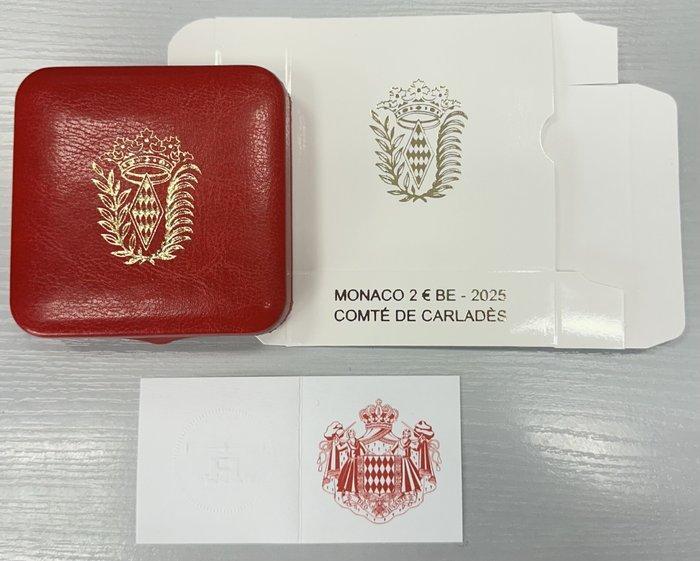 MONACO 2 € BE - 2025
COMTÉ DE CARLADÈS